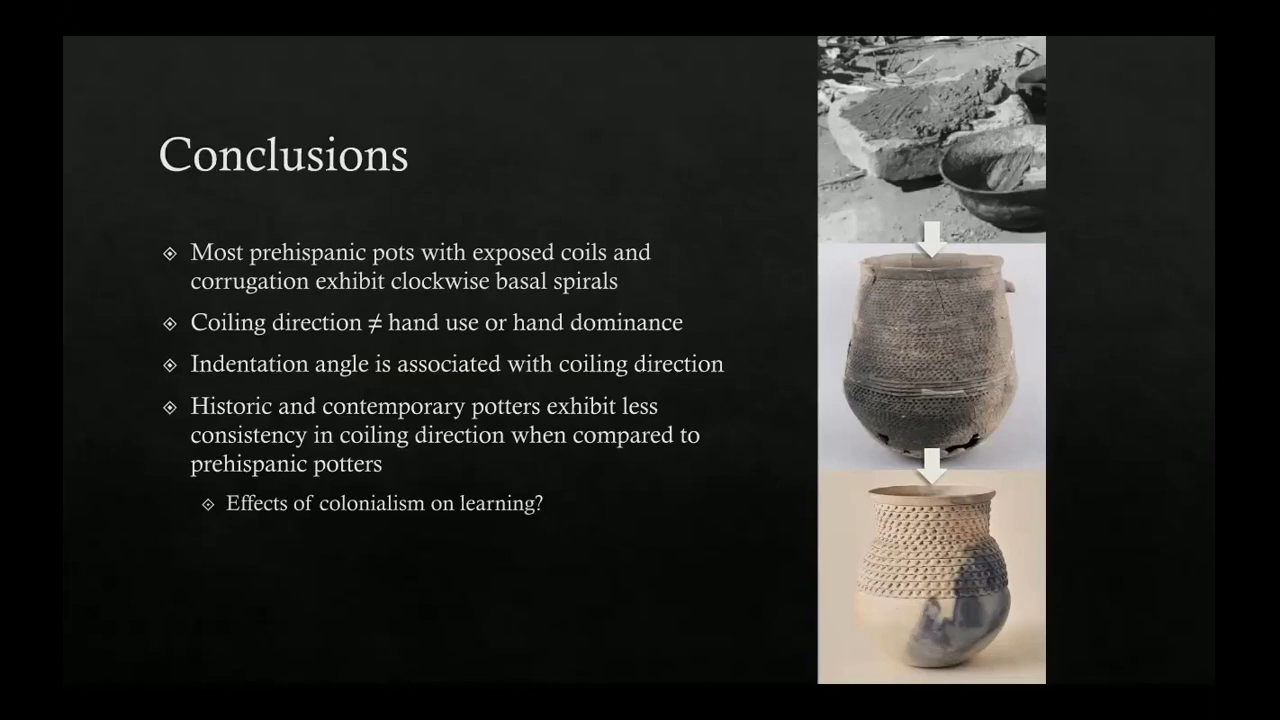 Conclusions
Most prehispanic pots with exposed coils and
corrugation exhibit clockwise basal spirals
Coiling direction ≠ hand use or hand dominance
Indentation angle is associated with coiling direction
Historic and contemporary potters exhibit less
consistency in coiling direction when compared to
prehispanic potters
Effects of colonialism on learning?